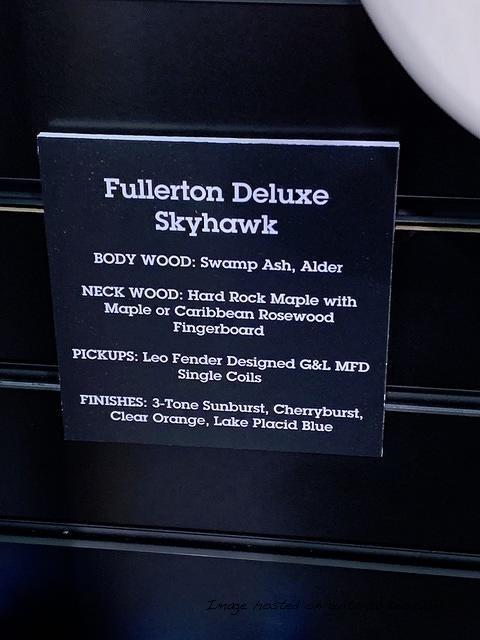 Fullerton Deluxe
Skyhawk
BODY WOOD: Swamp Ash, Alder
NECK WOOD: Hard Rock Maple with
Maple or Caribbean Rosewood
Fingerboard
PICKUPS: Leo Fender Designed G&L MFD
Single Coils
FINISHES: 3-Tone Sunburst, Cherryburst,
Clear Orange, Lake Placid Blue
Image hosted on